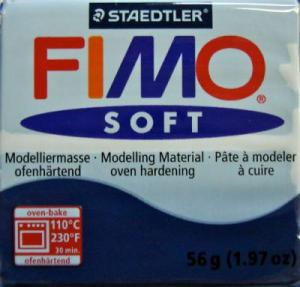 STAEDTLER
FIMO®
SOFT
Modelliermasse · Modelling Material · Pâte à modeler
ofenhärtend oven hardening à cuire
oven-bake
110°C
230°F
30 min.
ofenhärtend
56 g (1.97 oz)